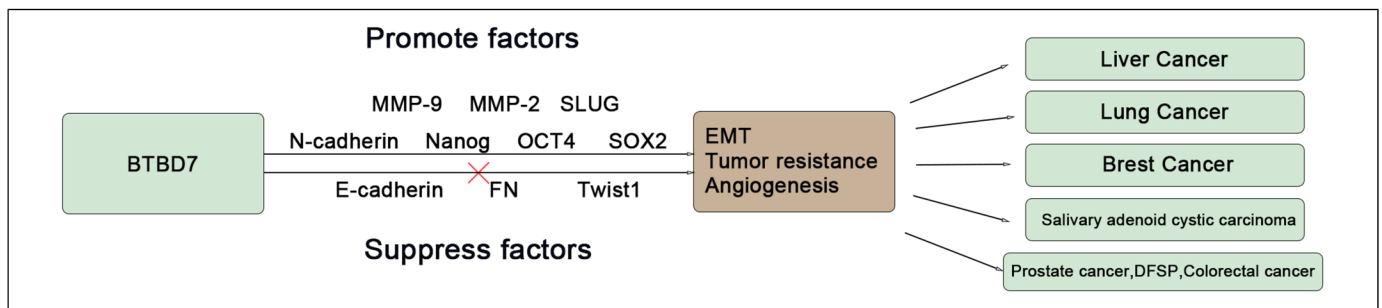 Promote factors
MMP-9 MMP-2 SLUG
N-cadherin Nanog OCT4 SOX2
BTBD7
E-cadherin FN Twist1
Suppress factors
EMT
Tumor resistance
Angiogenesis
Liver Cancer
Lung Cancer
Brest Cancer
Salivary adenoid cystic carcinoma
Prostate cancer,DFSP,Colorectal cancer